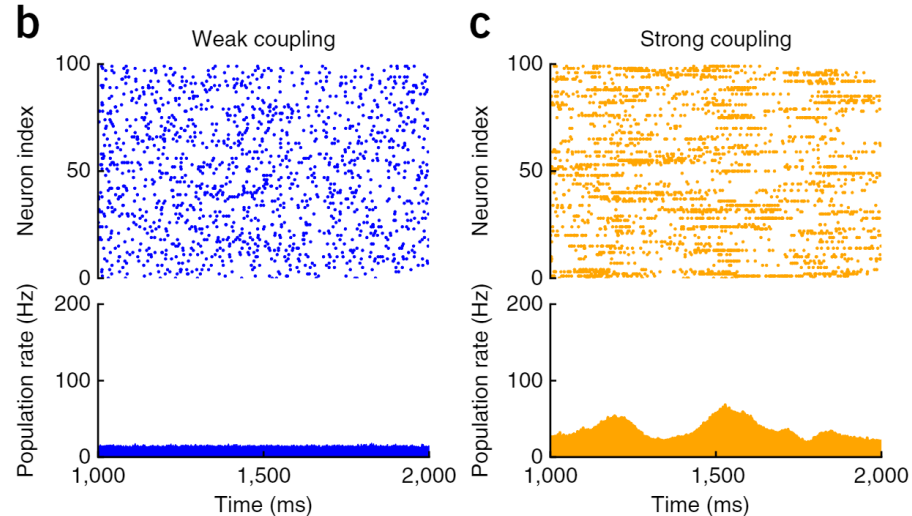 b
Weak coupling
Neuron index
100
50
0
Population rate (Hz)
200
100
0
1,000
1,500
2,000
Time (ms)
c
Strong coupling
Neuron index
100
50
0
Population rate (Hz)
200
100
0
1,000
1,500
2,000
Time (ms)